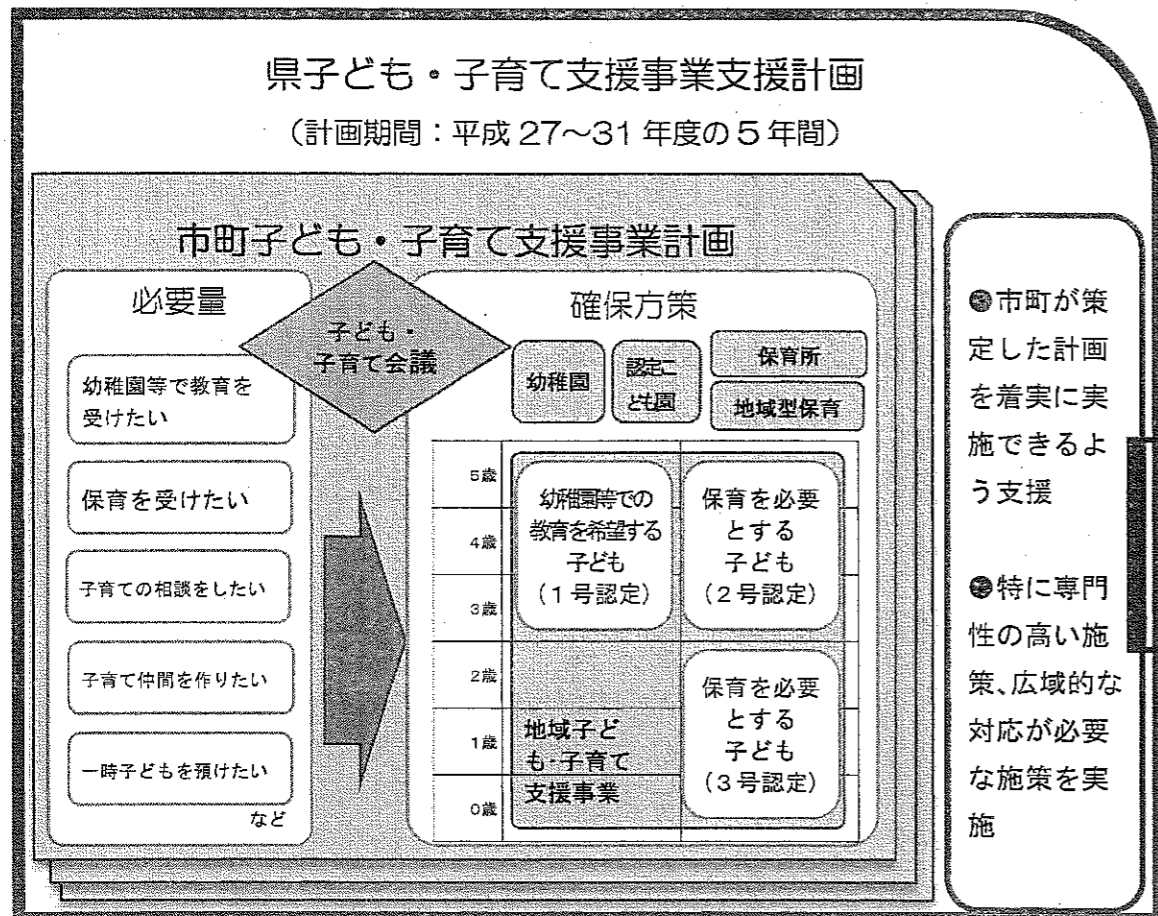 県子ども・子育て支援事業支援計画
(計画期間:平成27~31年度の5年間)
市町子ども・子育て支援事業計画
必要量
幼稚園等で教育を
受けたい
保育を受けたい
子育ての相談をしたい
子育て仲間を作りたい
一時子どもを預けたい
など
子ども・
子育て会議
確保方策
幼稚園
認定こ
ども園
保育所
地域型保育
5歳
4歳
3歳
2歳
1歳
0歳
幼稚園等での
教育を希望する
子ども
(1号認定)
保育を必要
とする
子ども
(2号認定)
保育を必要
とする
子ども
(3号認定)
地域子ど
も・子育て
支援事業
●市町が策
定した計画
を着実に実
施できるよ
う支援
●特に専門
性の高い施
策、広域的な
対応が必要
な施策を実
施